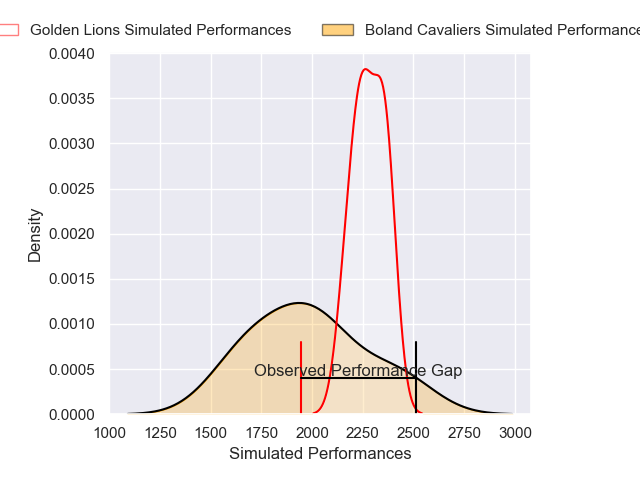 Golden Lions Simulated Performances
Boland Cavaliers Simulated Performance
0.0040
0.0035
0.0030
0.0025
0.0020
0.0015
0.0010
0.0005
0.0000
Density
Observed Performance Gap
1000 1250 1500 1750 2000 2250 2500 2750 3000
Simulated Performances